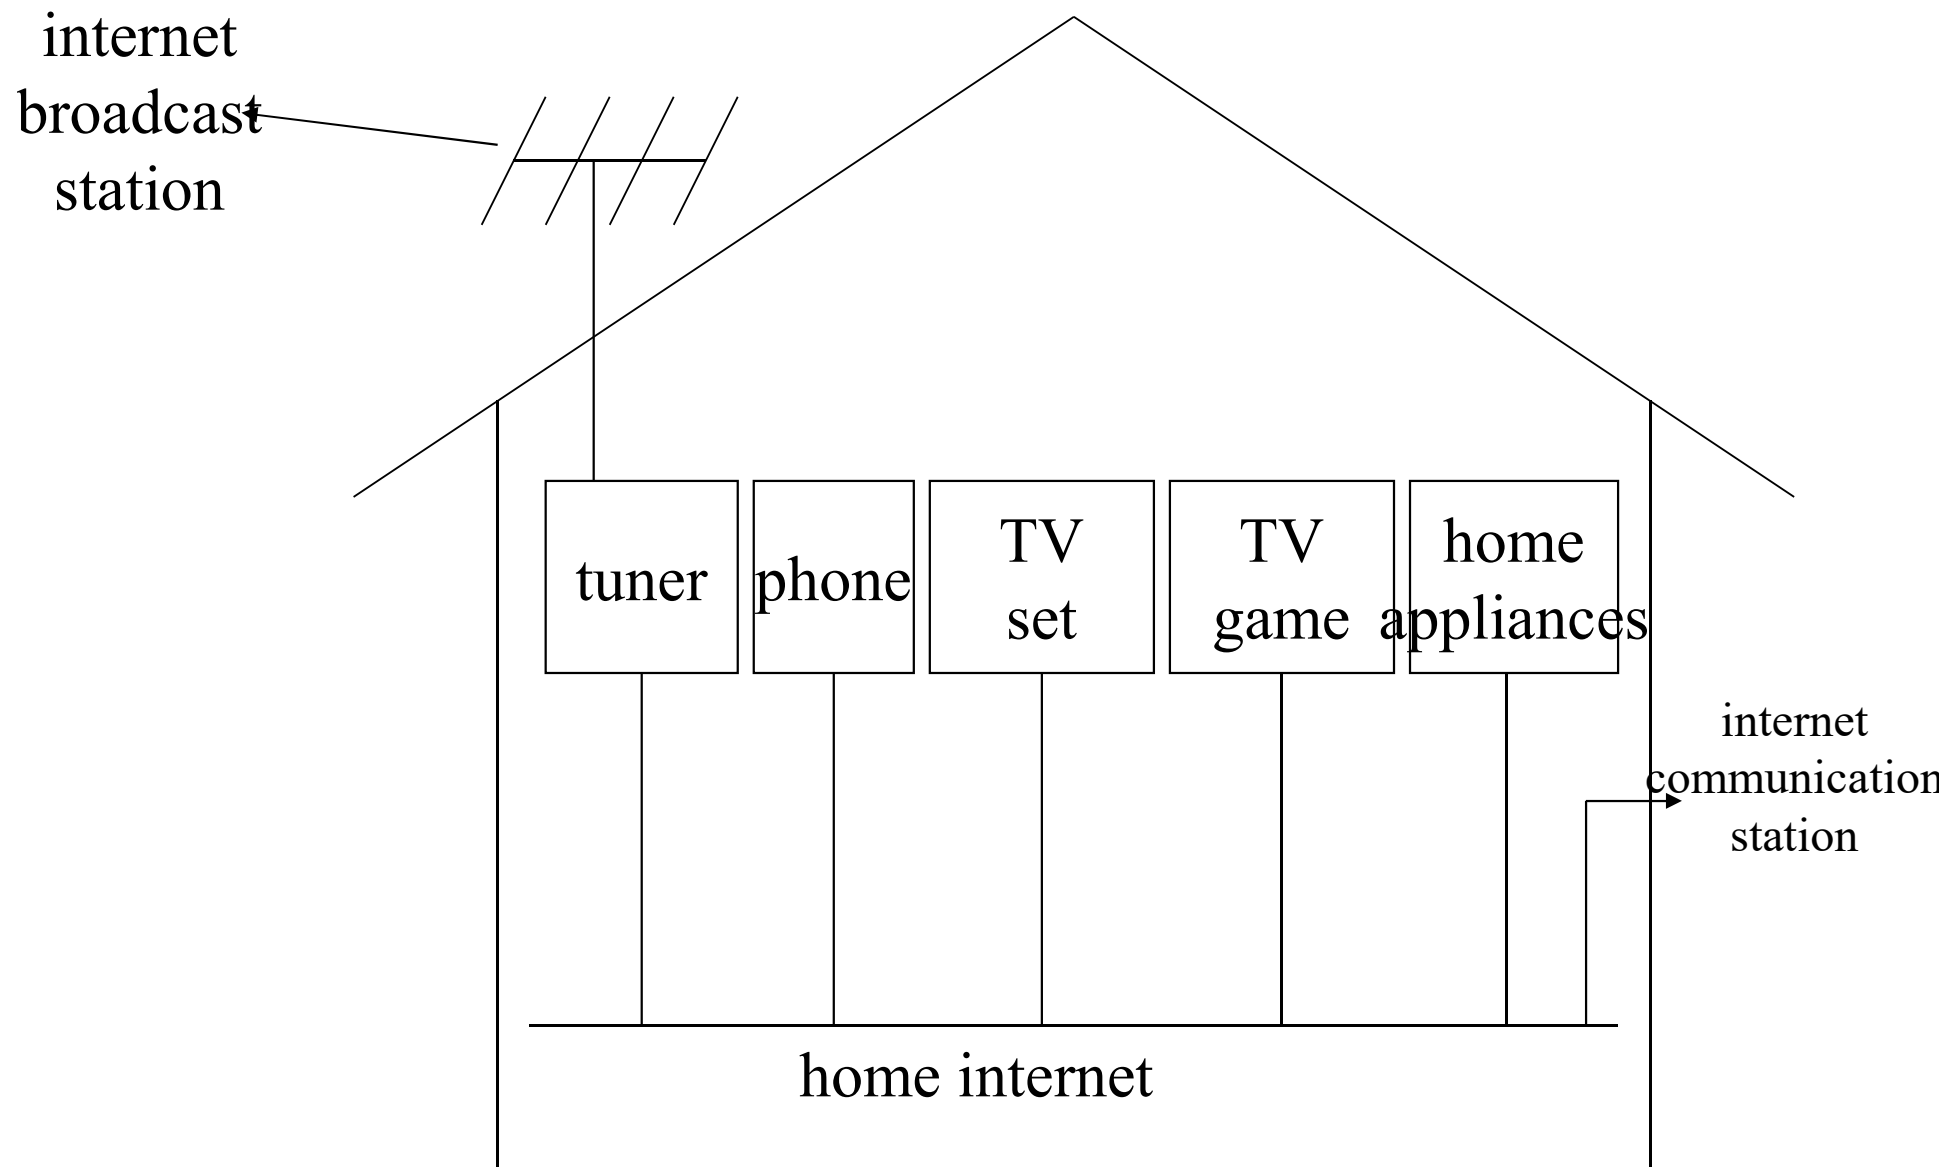 internet
broadcast
station
tuner
phone
TV
set
TV
game
home
appliances
internet
communication
station
home internet